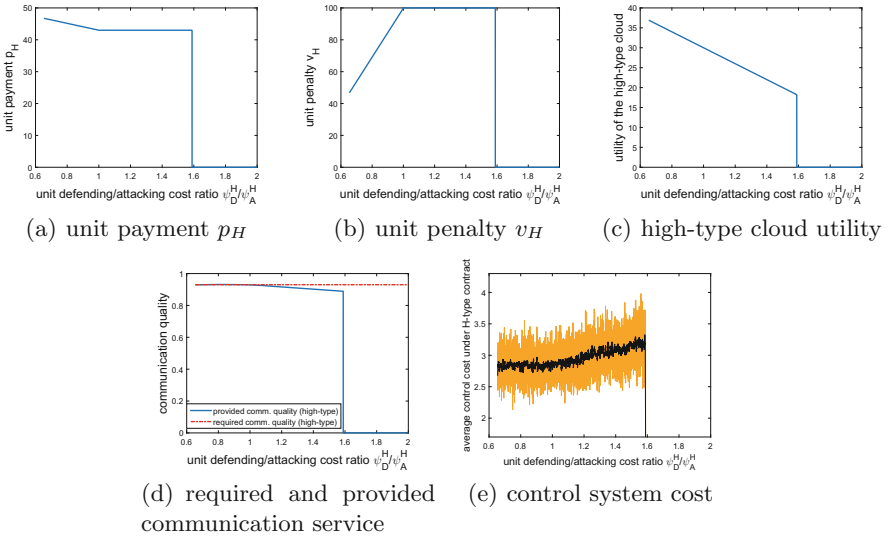 50
40
30
20
10
0
unit payment p_H
0.6 0.8 1 1.2 1.4 1.6 1.8 2
unit defending/attacking cost ratio ψ_D^H/ψ_A^H
(a) unit payment p_H
100
80
60
40
20
0
unit penalty v_H
0.6 0.8 1 1.2 1.4 1.6 1.8 2
unit defending/attacking cost ratio ψ_D^H/ψ_A^H
(b) unit penalty v_H
40
35
30
25
20
15
10
5
0
utility of the high-type cloud
0.6 0.8 1 1.2 1.4 1.6 1.8 2
unit defending/attacking cost ratio ψ_D^H/ψ_A^H
(c) high-type cloud utility
1
0.8
0.6
0.4
0.2
0
communication quality
provided comm. quality (high-type)
required comm. quality (high-type)
0.6 0.8 1 1.2 1.4 1.6 1.8 2
unit defending/attacking cost ratio ψ_D^H/ψ_A^H
(d) required and provided
communication service
4
3.5
3
2.5
2
average control cost under H-type contract
0.6 0.8 1 1.2 1.4 1.6 1.8 2
unit defending/attacking cost ratio ψ_D^H/ψ_A^H
(e) control system cost